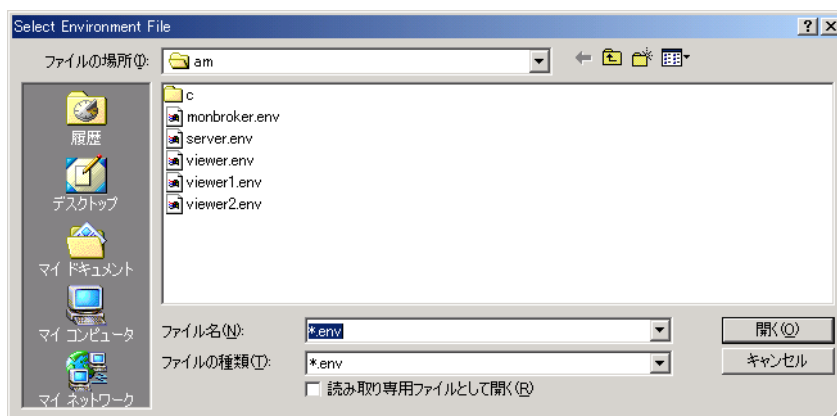 Select Environment File
ファイルの場所(I):
am
履歴
デスクトップ
マイ ドキュメント
マイ コンピュータ
マイ ネットワーク
c
monbroker.env
server.env
viewer.env
viewer1.env
viewer2.env
ファイル名(N):
*.env
開く(O)
ファイルの種類(T):
*.env
キャンセル
読み取り専用ファイルとして開く(R)